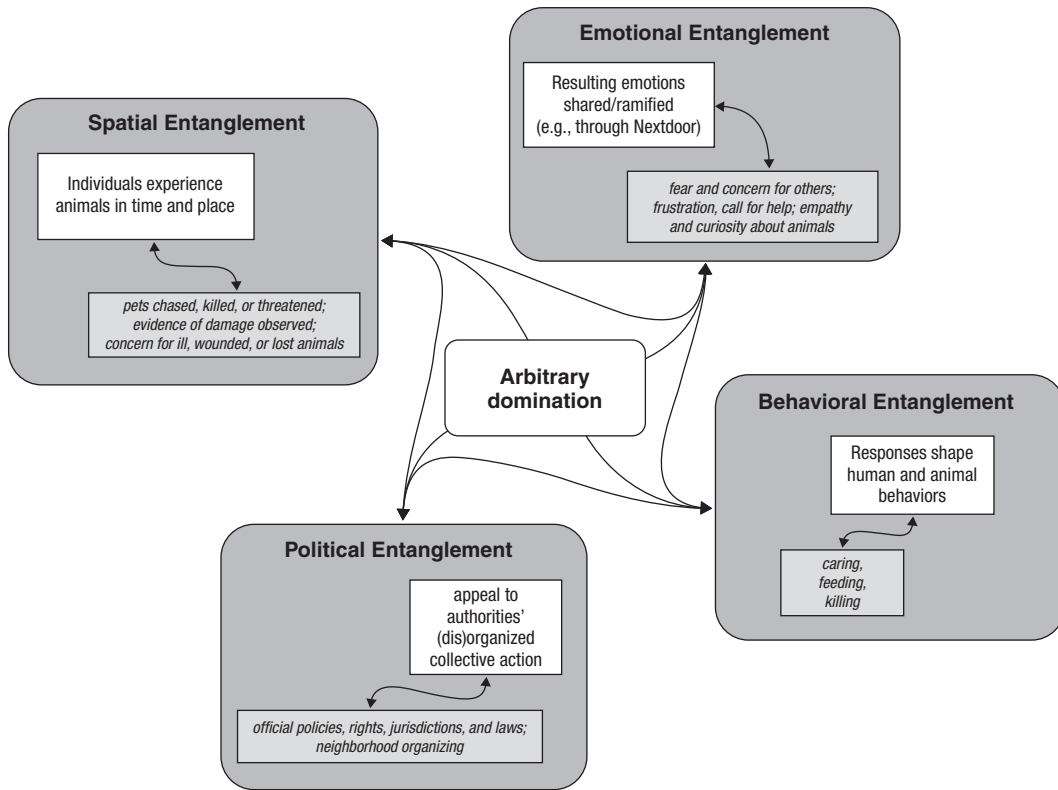 Emotional Entanglement
Resulting emotions
shared/ramified
(e.g., through Nextdoor)
fear and concern for others;
frustration, call for help; empathy
and curiosity about animals
Spatial Entanglement
Individuals experience
animals in time and place
pets chased, killed, or threatened;
evidence of damage observed;
concern for ill, wounded, or lost animals
Arbitrary
domination
Behavioral Entanglement
Responses shape
human and animal
behaviors
caring,
feeding,
killing
Political Entanglement
appeal to
authorities’
(dis)organized
collective action
official policies, rights, jurisdictions, and laws;
neighborhood organizing